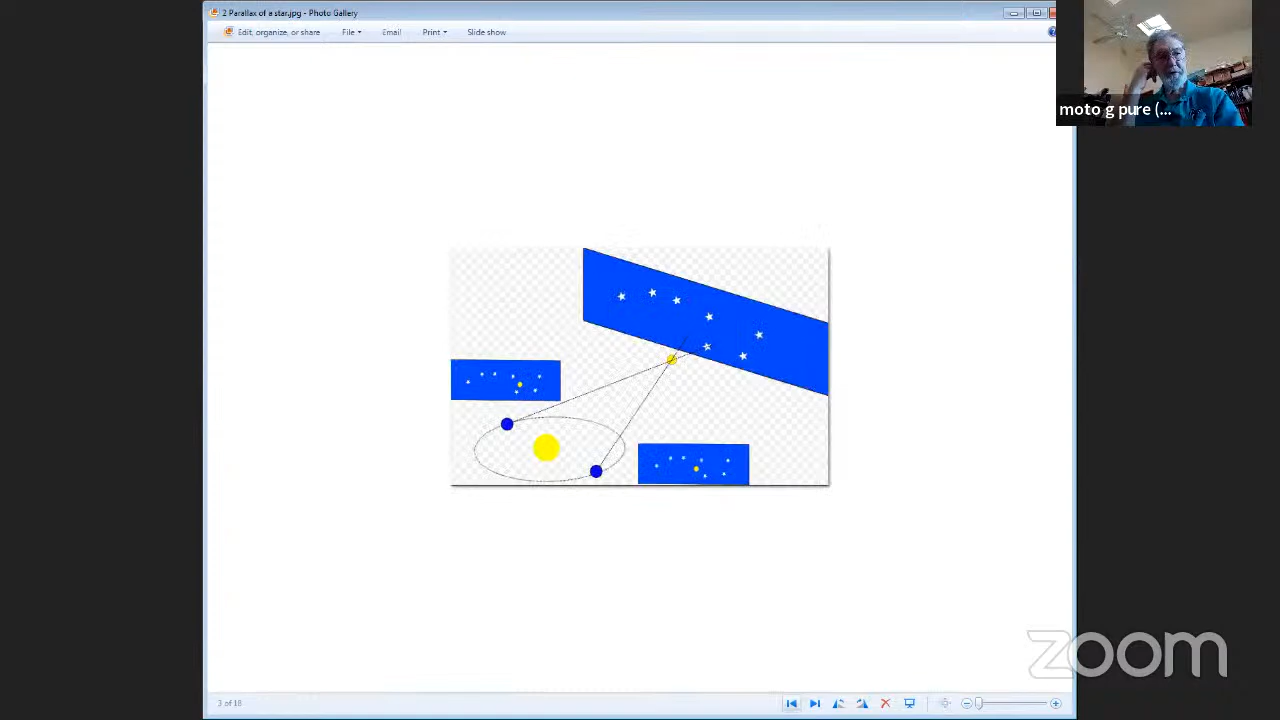 2 Parallax of a star.jpg - Photo Gallery
Edit, organize, or share File Email Print Slide show
moto g pure (...
3 of 18
zoom